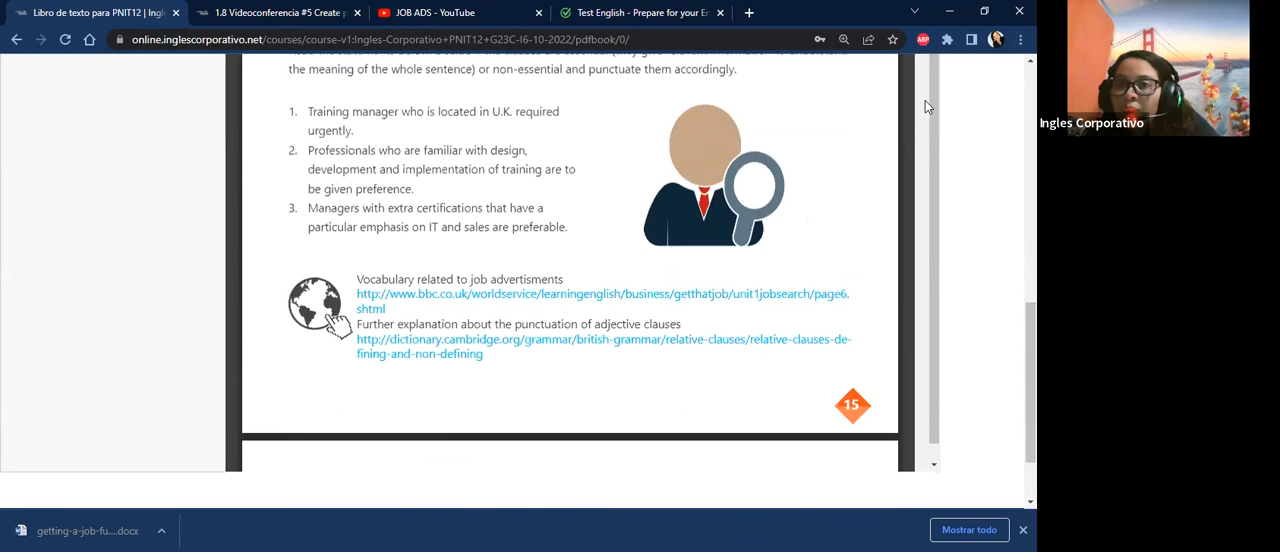 Libro de texto para PNIT12 | Ingl
1.8 Videoconferencia #5 Create p
JOB ADS - YouTube
Test English - Prepare for your En
online.inglescorporativo.net/courses/course-v1:Ingles-Corporativo+PNIT12+G23C-I6-10-2022/pdfbook/0/
ABP
Ingles Corporativo
the meaning of the whole sentence) or non-essential and punctuate them accordingly.
1. Training manager who is located in U.K. required
urgently.
2. Professionals who are familiar with design,
development and implementation of training are to
be given preference.
3. Managers with extra certifications that have a
particular emphasis on IT and sales are preferable.
Vocabulary related to job advertisments
http://www.bbc.co.uk/worldservice/learningenglish/business/getthatjob/unit1jobsearch/page6.
shtml
Further explanation about the punctuation of adjective clauses
http://dictionary.cambridge.org/grammar/british-grammar/relative-clauses/relative-clauses-de-
fining-and-non-defining
15
getting-a-job-fu....docx
Mostrar todo